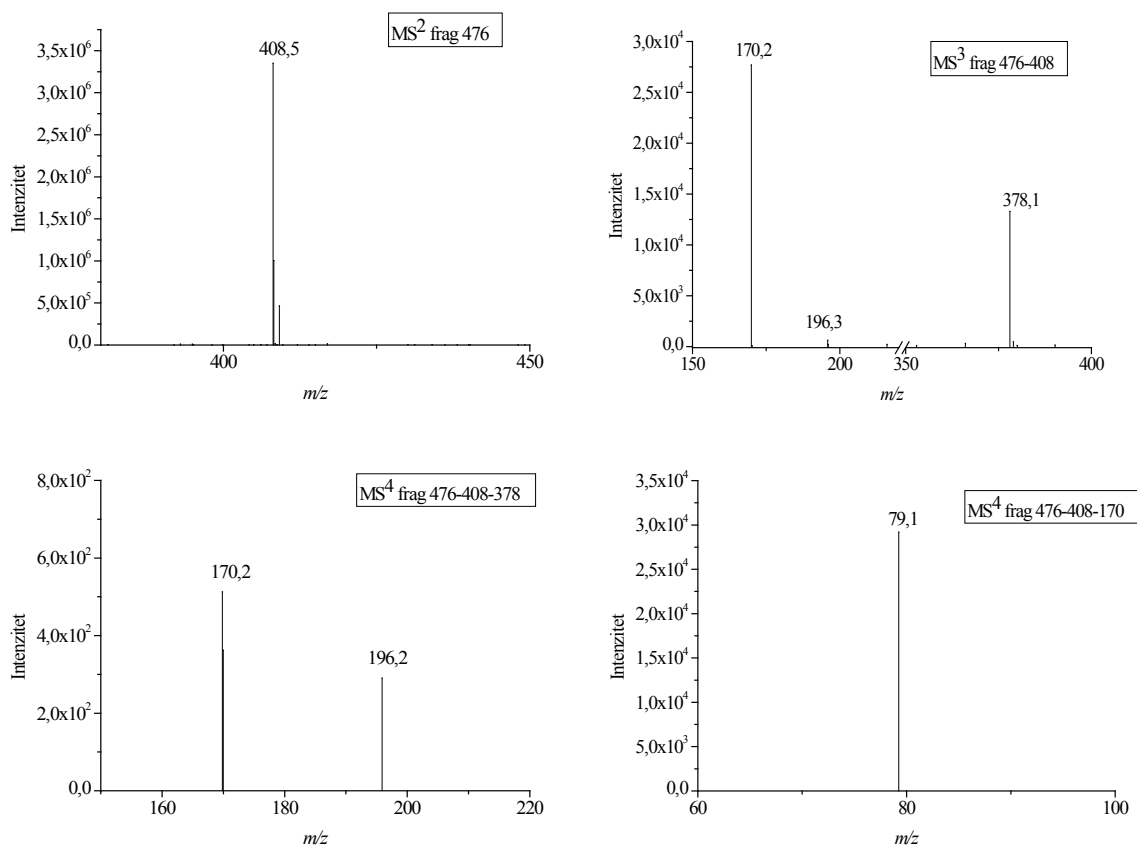 MS2 frag 476
408,5
3,5x10^6
3,0x10^6
2,5x10^6
2,0x10^6
1,5x10^6
1,0x10^6
5,0x10^5
0,0
400
450
Intenzitet
m/z
MS3 frag 476-408
170,2
196,3
378,1
3,0x10^4
2,5x10^4
2,0x10^4
1,5x10^4
1,0x10^4
5,0x10^3
0,0
150
200
350
400
Intenzitet
m/z
MS4 frag 476-408-378
170,2
196,2
8,0x10^2
6,0x10^2
4,0x10^2
2,0x10^2
0,0
160
180
200
220
Intenzitet
m/z
MS4 frag 476-408-170
79,1
3,5x10^4
3,0x10^4
2,5x10^4
2,0x10^4
1,5x10^4
1,0x10^4
5,0x10^3
0,0
60
80
100
Intenzitet
m/z